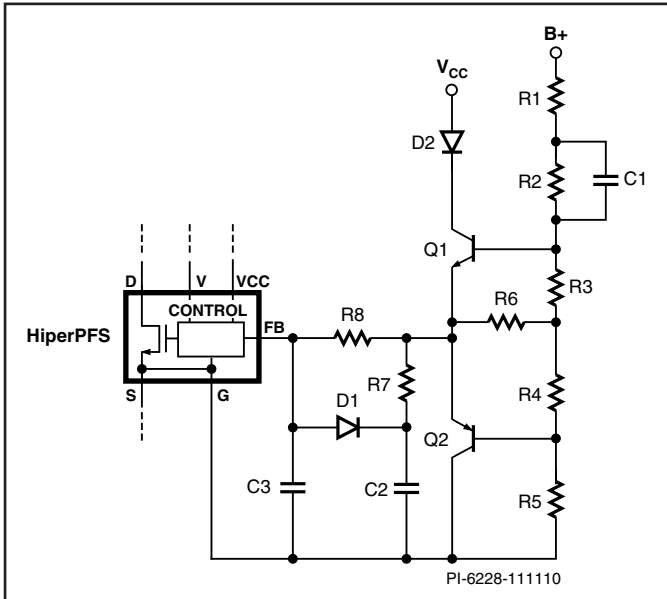 B+
VCC
R1
D2
R2
C1
Q1
R3
D
V
VCC
R6
CONTROL
R8
FB
HiperPFS
R7
R4
S
G
D1
Q2
C3
C2
R5
PI-6228-111110